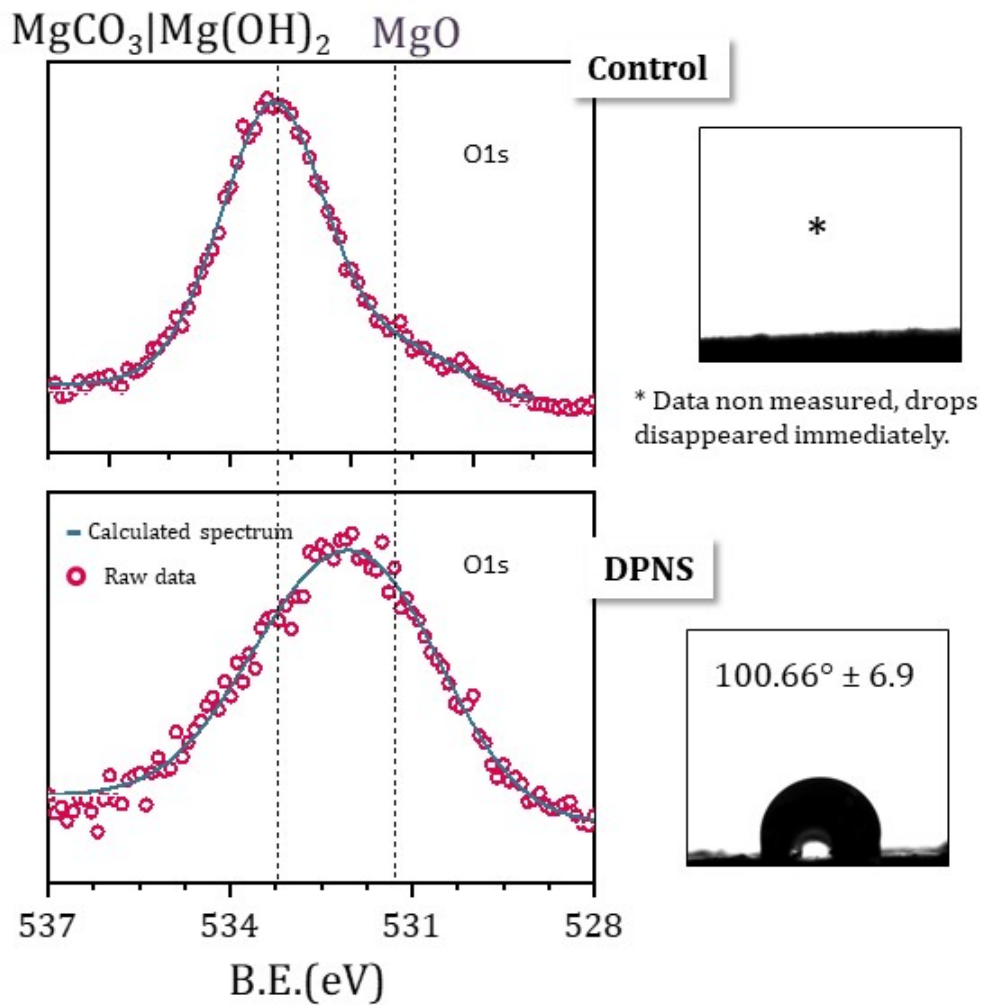 MgCO₃|Mg(OH)₂ MgO
Control
O1s
*
* Data non measured, drops
disappeared immediately.
Calculated spectrum
Raw data
O1s
DPNS
100.66° ± 6.9
537 534 531 528
B.E.(eV)